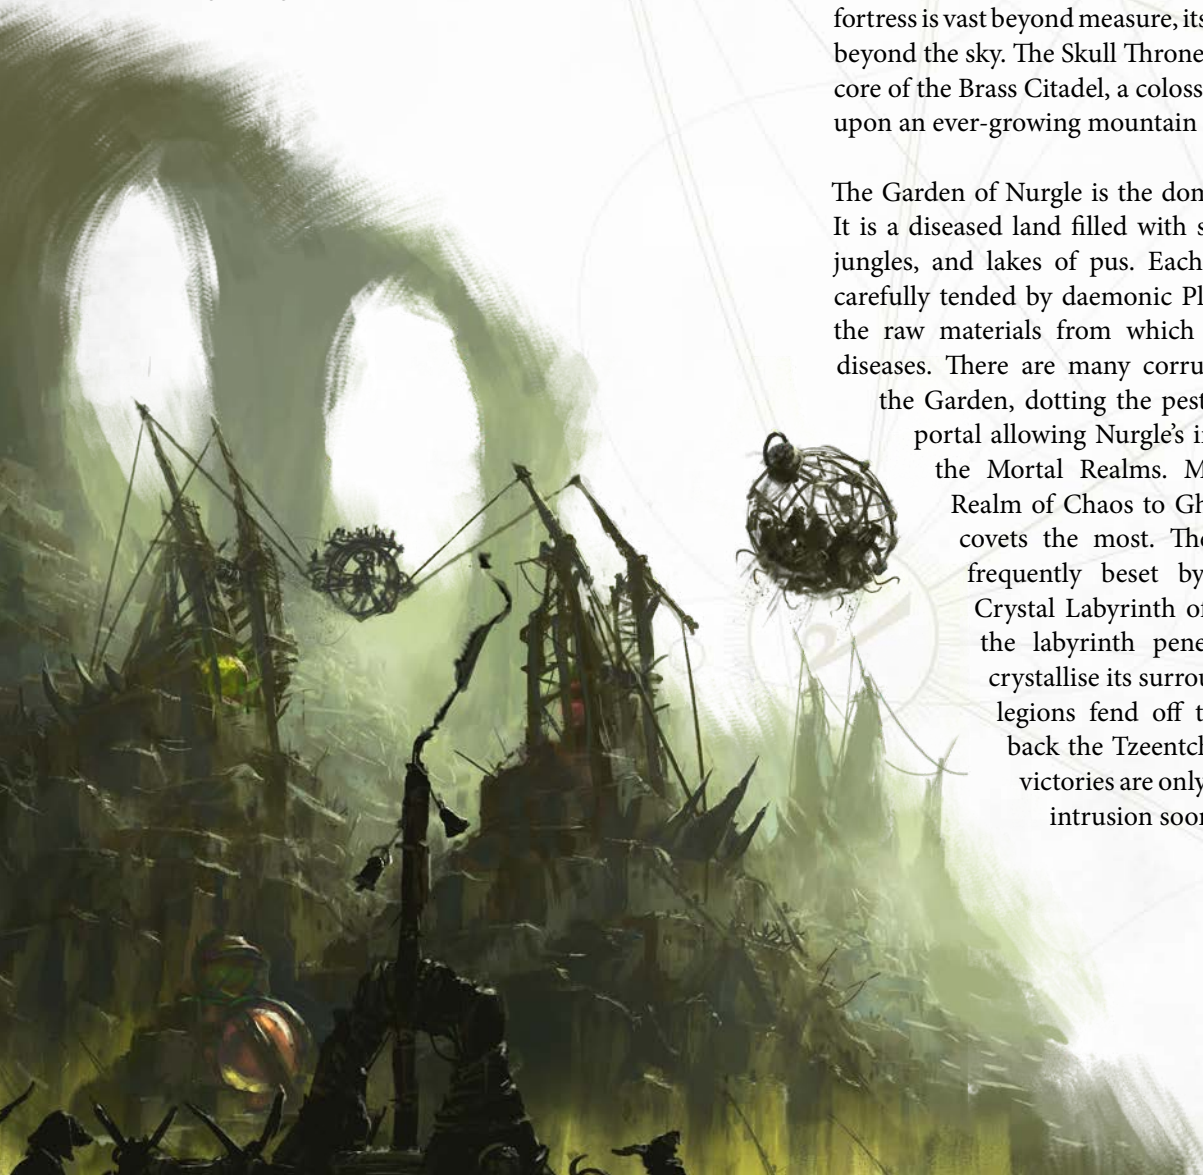 fortress is vast beyond measure, its
beyond the sky. The Skull Throne
core of the Brass Citadel, a coloss
upon an ever-growing mountain
The Garden of Nurgle is the dom
It is a diseased land filled with s
jungles, and lakes of pus. Each
carefully tended by daemonic Pl
the raw materials from which
diseases. There are many corru
the Garden, dotting the pest
portal allowing Nurgle’s i
the Mortal Realms. M
Realm of Chaos to Gh
covets the most. The
frequently beset by
Crystal Labyrinth of
the labyrinth pene
crystallise its surrou
legions fend off t
back the Tzeentch
victories are only
intrusion soon